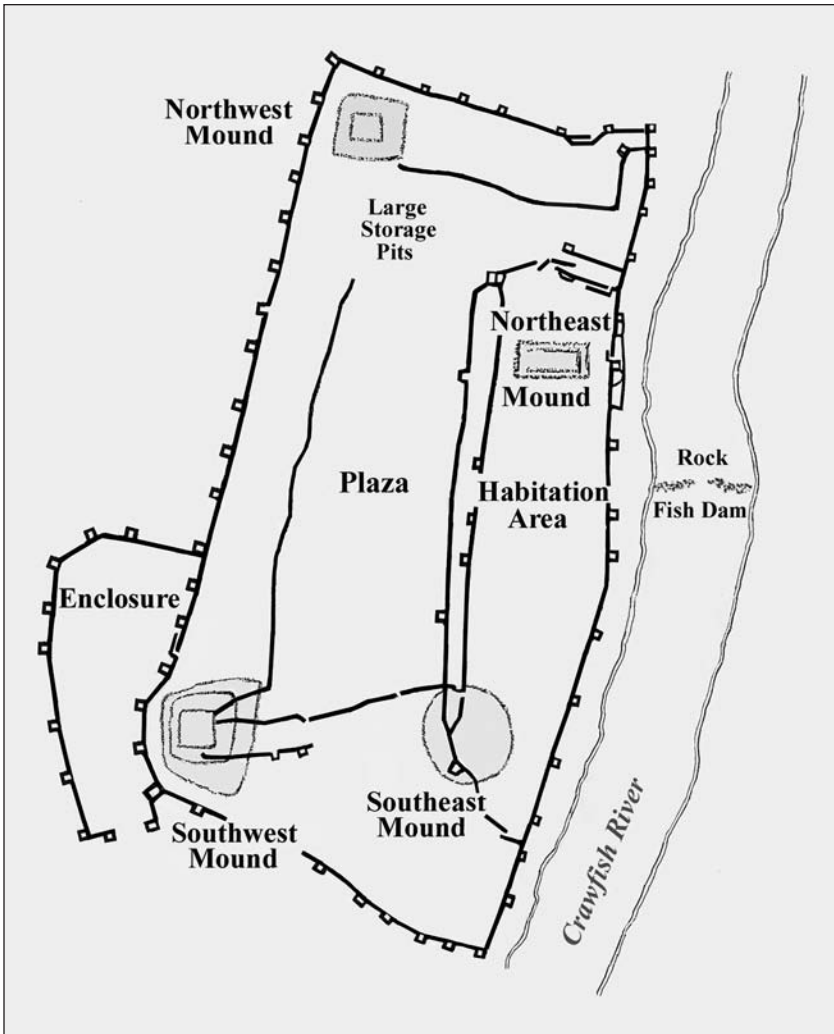 Northwest
Mound
Large
Storage
Pits
Northeast
Mound
Rock
Plaza
Habitation
Area
Fish Dam
Enclosure
Southeast
Mound
Southwest
Mound
Crawfish River